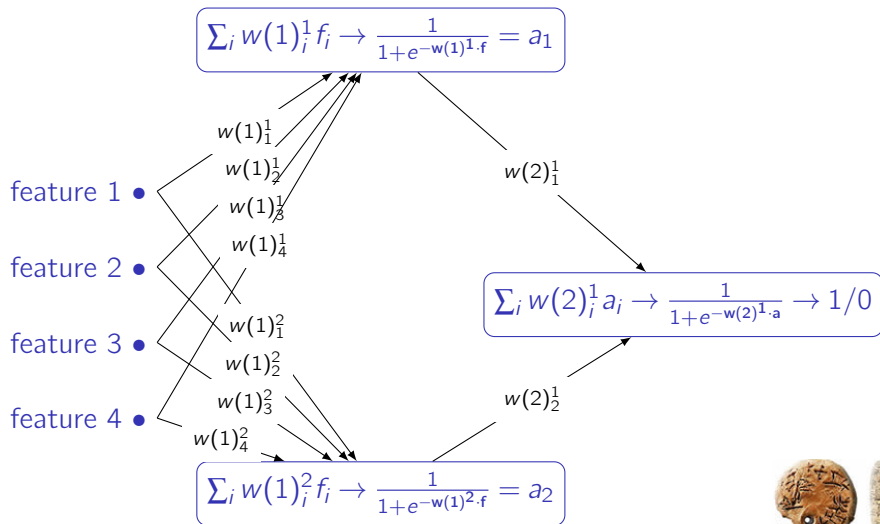 ∑ᵢ w(1)¹ᵢ fᵢ → 1/(1+e^(−w(1)¹·f)) = a₁
w(1)¹₁
w(1)¹₂
w(1)¹₃
w(1)¹₄
w(2)¹₁
feature 1 •
feature 2 •
feature 3 •
feature 4 •
∑ᵢ w(2)¹ᵢ aᵢ → 1/(1+e^(−w(2)¹·a)) → 1/0
w(1)²₁
w(1)²₂
w(1)²₃
w(1)²₄
w(2)¹₂
∑ᵢ w(1)²ᵢ fᵢ → 1/(1+e^(−w(1)²·f)) = a₂